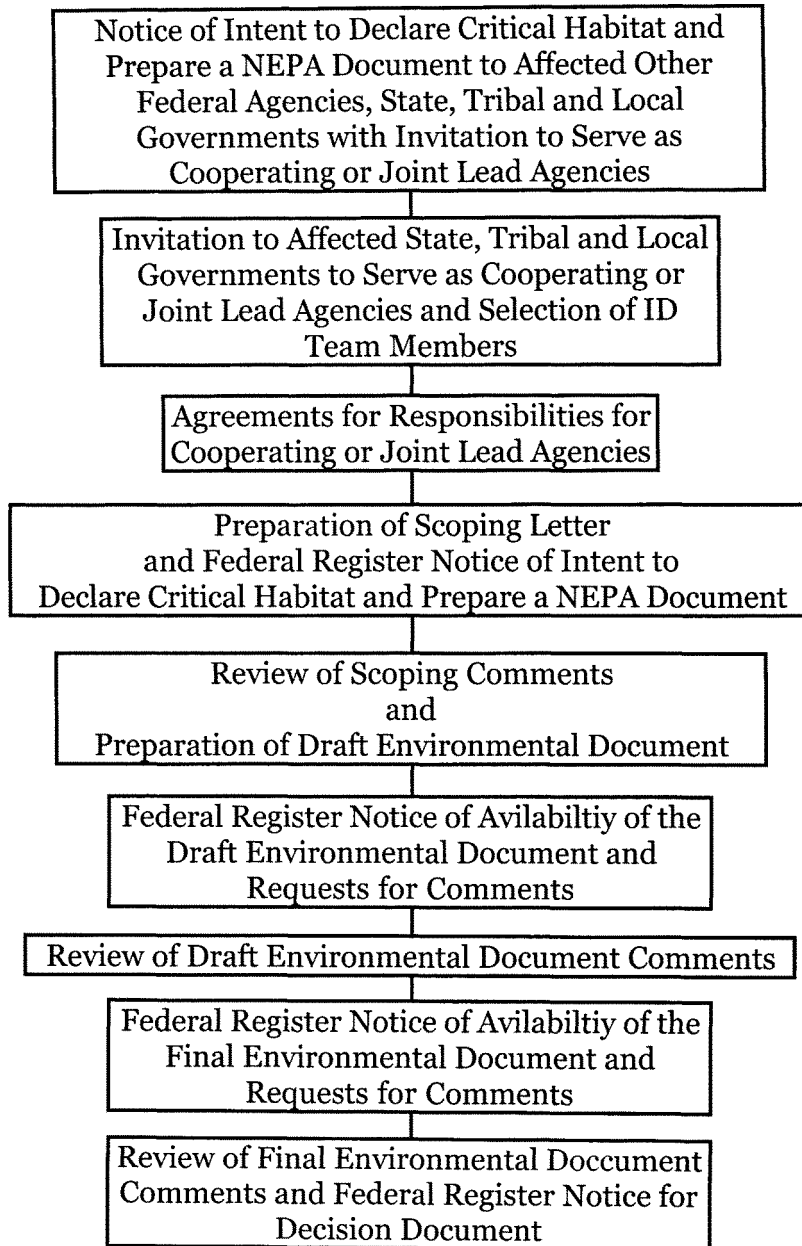 Notice of Intent to Declare Critical Habitat and
Prepare a NEPA Document to Affected Other
Federal Agencies, State, Tribal and Local
Governments with Invitation to Serve as
Cooperating or Joint Lead Agencies
Invitation to Affected State, Tribal and Local
Governments to Serve as Cooperating or
Joint Lead Agencies and Selection of ID
Team Members
Agreements for Responsibilities for
Cooperating or Joint Lead Agencies
Preparation of Scoping Letter
and Federal Register Notice of Intent to
Declare Critical Habitat and Prepare a NEPA Document
Review of Scoping Comments
and
Preparation of Draft Environmental Document
Federal Register Notice of Avilabiltiy of the
Draft Environmental Document and
Requests for Comments
Review of Draft Environmental Document Comments
Federal Register Notice of Avilabiltiy of the
Final Environmental Document and
Requests for Comments
Review of Final Environmental Doccument
Comments and Federal Register Notice for
Decision Document